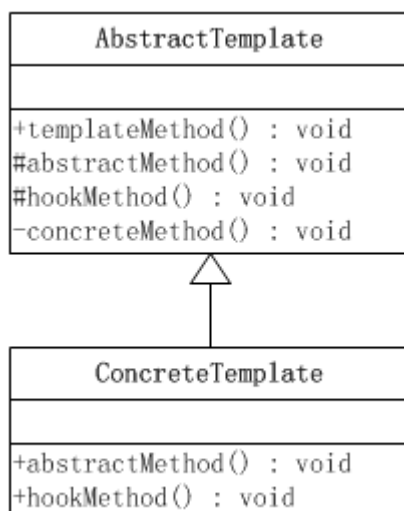 AbstractTemplate
+templateMethod() : void
#abstractMethod() : void
#hookMethod() : void
-concreteMethod() : void
ConcreteTemplate
+abstractMethod() : void
+hookMethod() : void